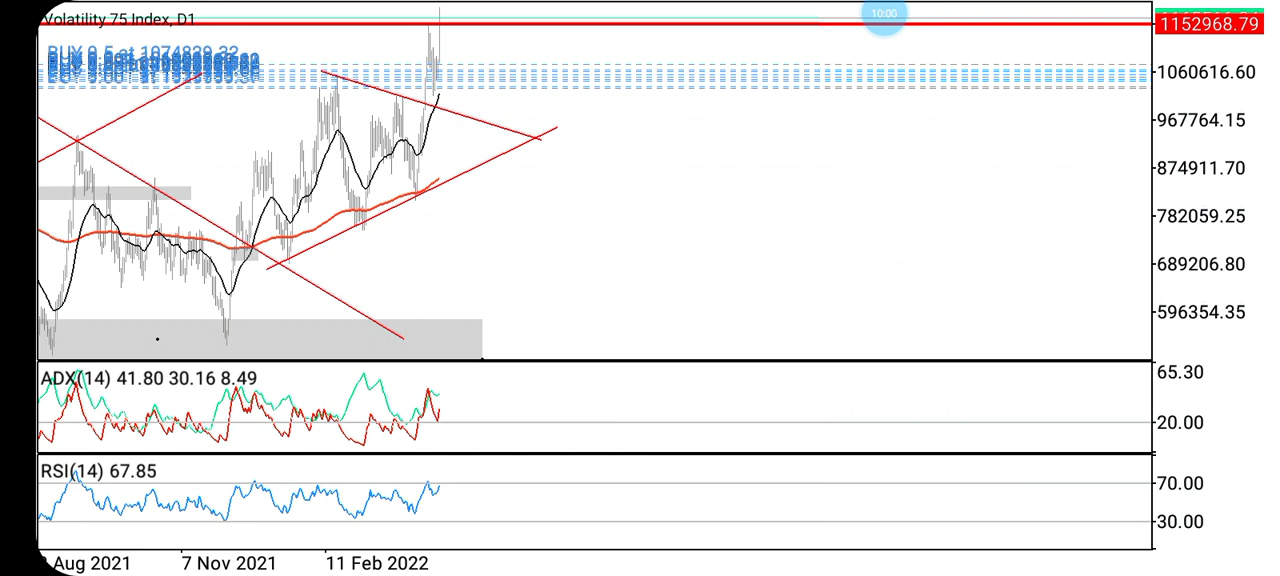 Volatility 75 Index, D1
10:00
1152968.79
BUY 0.5 at 1074839.32
1060616.60
967764.15
874911.70
782059.25
689206.80
596354.35
ADX(14) 41.80 30.16 8.49
65.30
20.00
RSI(14) 67.85
70.00
30.00
Aug 2021
7 Nov 2021
11 Feb 2022